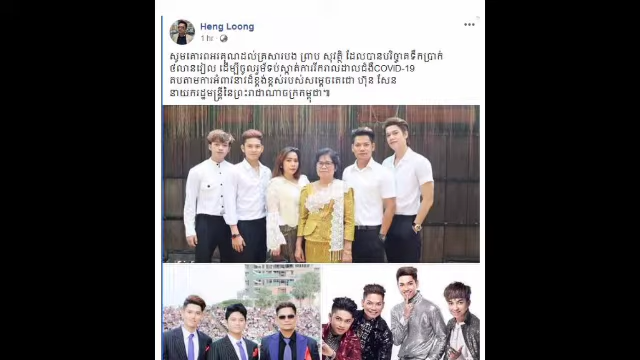 Heng Loong
1 hr ·
សូមគោរពអរគុណដល់គ្រួសារបង ព្រាប សុវត្ថិ ដែលបានបរិច្ចាគទឹកប្រាក់
៤លានរៀល ដើម្បីចូលរួមទប់ស្កាត់ការរីករាលដាលជំងឺCOVID-19
តបតាមការអំពាវនាវដ៏ខ្ពង់ខ្ពស់របស់សម្ដេចតេជោ ហ៊ុន សែន
នាយករដ្ឋមន្ត្រីនៃព្រះរាជាណាចក្រកម្ពុជា៕